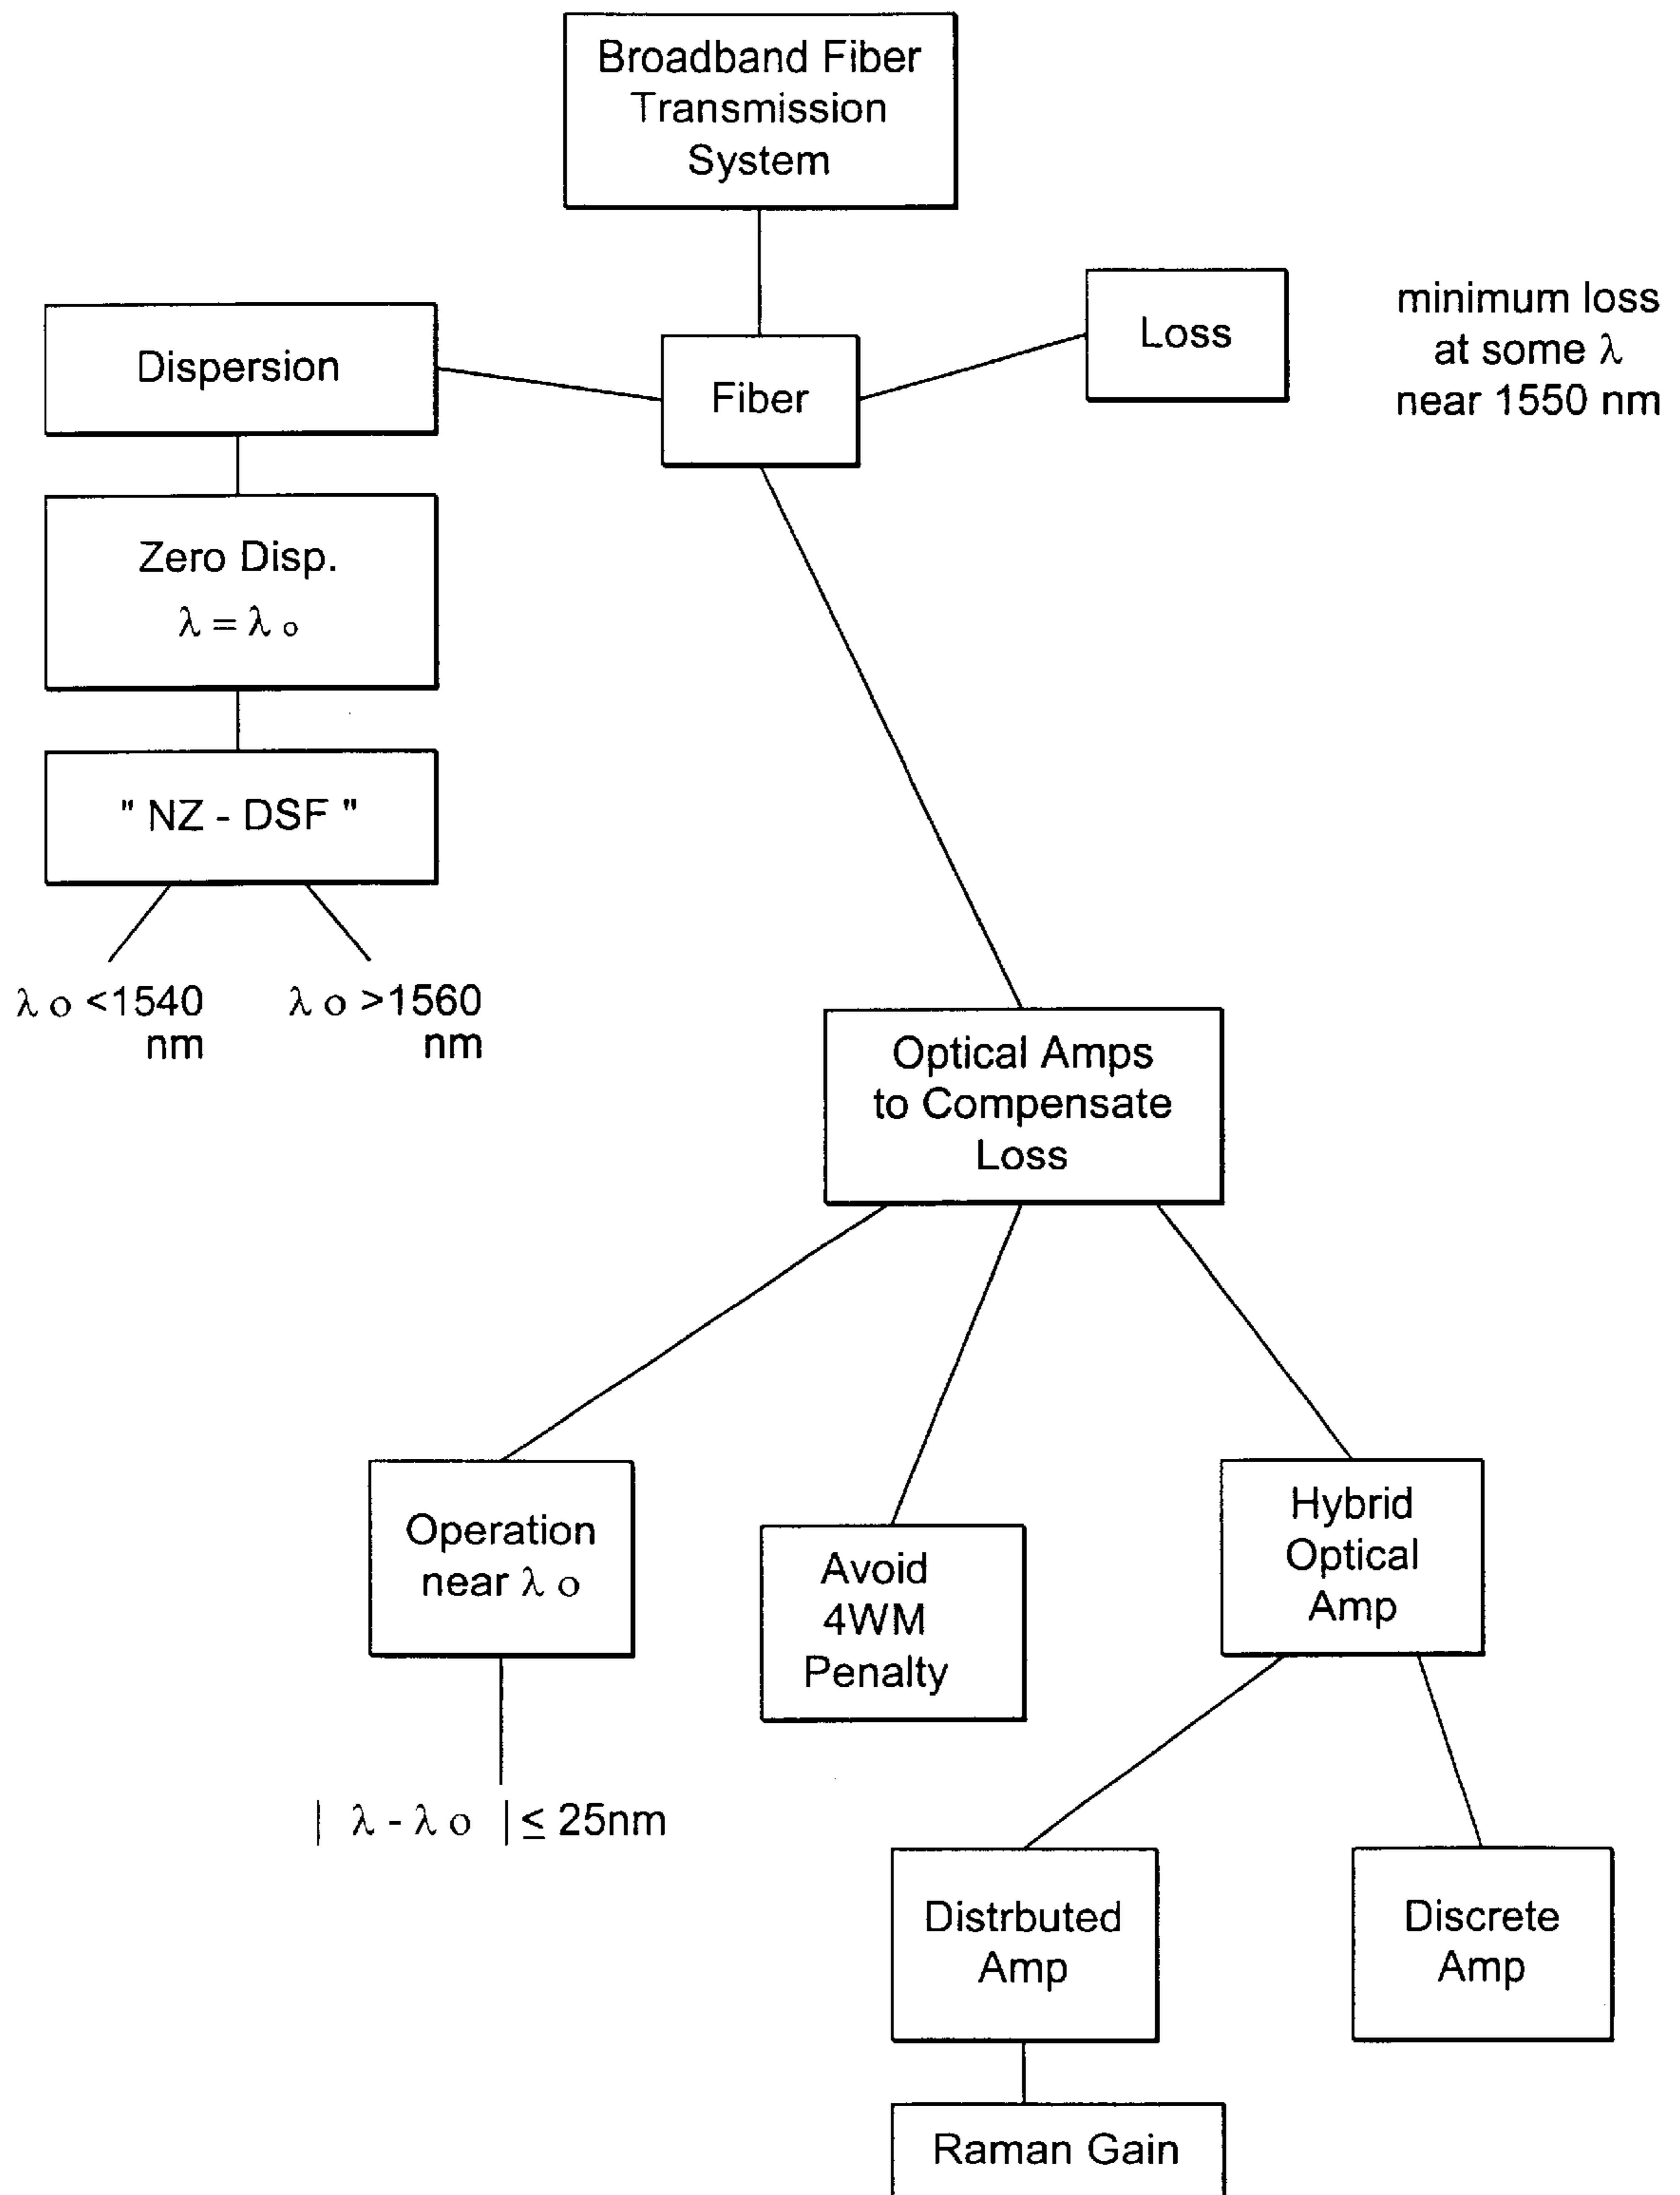 Broadband Fiber
Transmission
System
Loss
minimum loss
at some λ
near 1550 nm
Dispersion
Fiber
Zero Disp.
λ = λ o
" NZ - DSF "
λ o <1540
nm
λ o >1560
nm
Optical Amps
to Compensate
Loss
Operation
near λ o
Avoid
4WM
Penalty
Hybrid
Optical
Amp
| λ - λ o | ≤ 25nm
Distrbuted
Amp
Discrete
Amp
Raman Gain